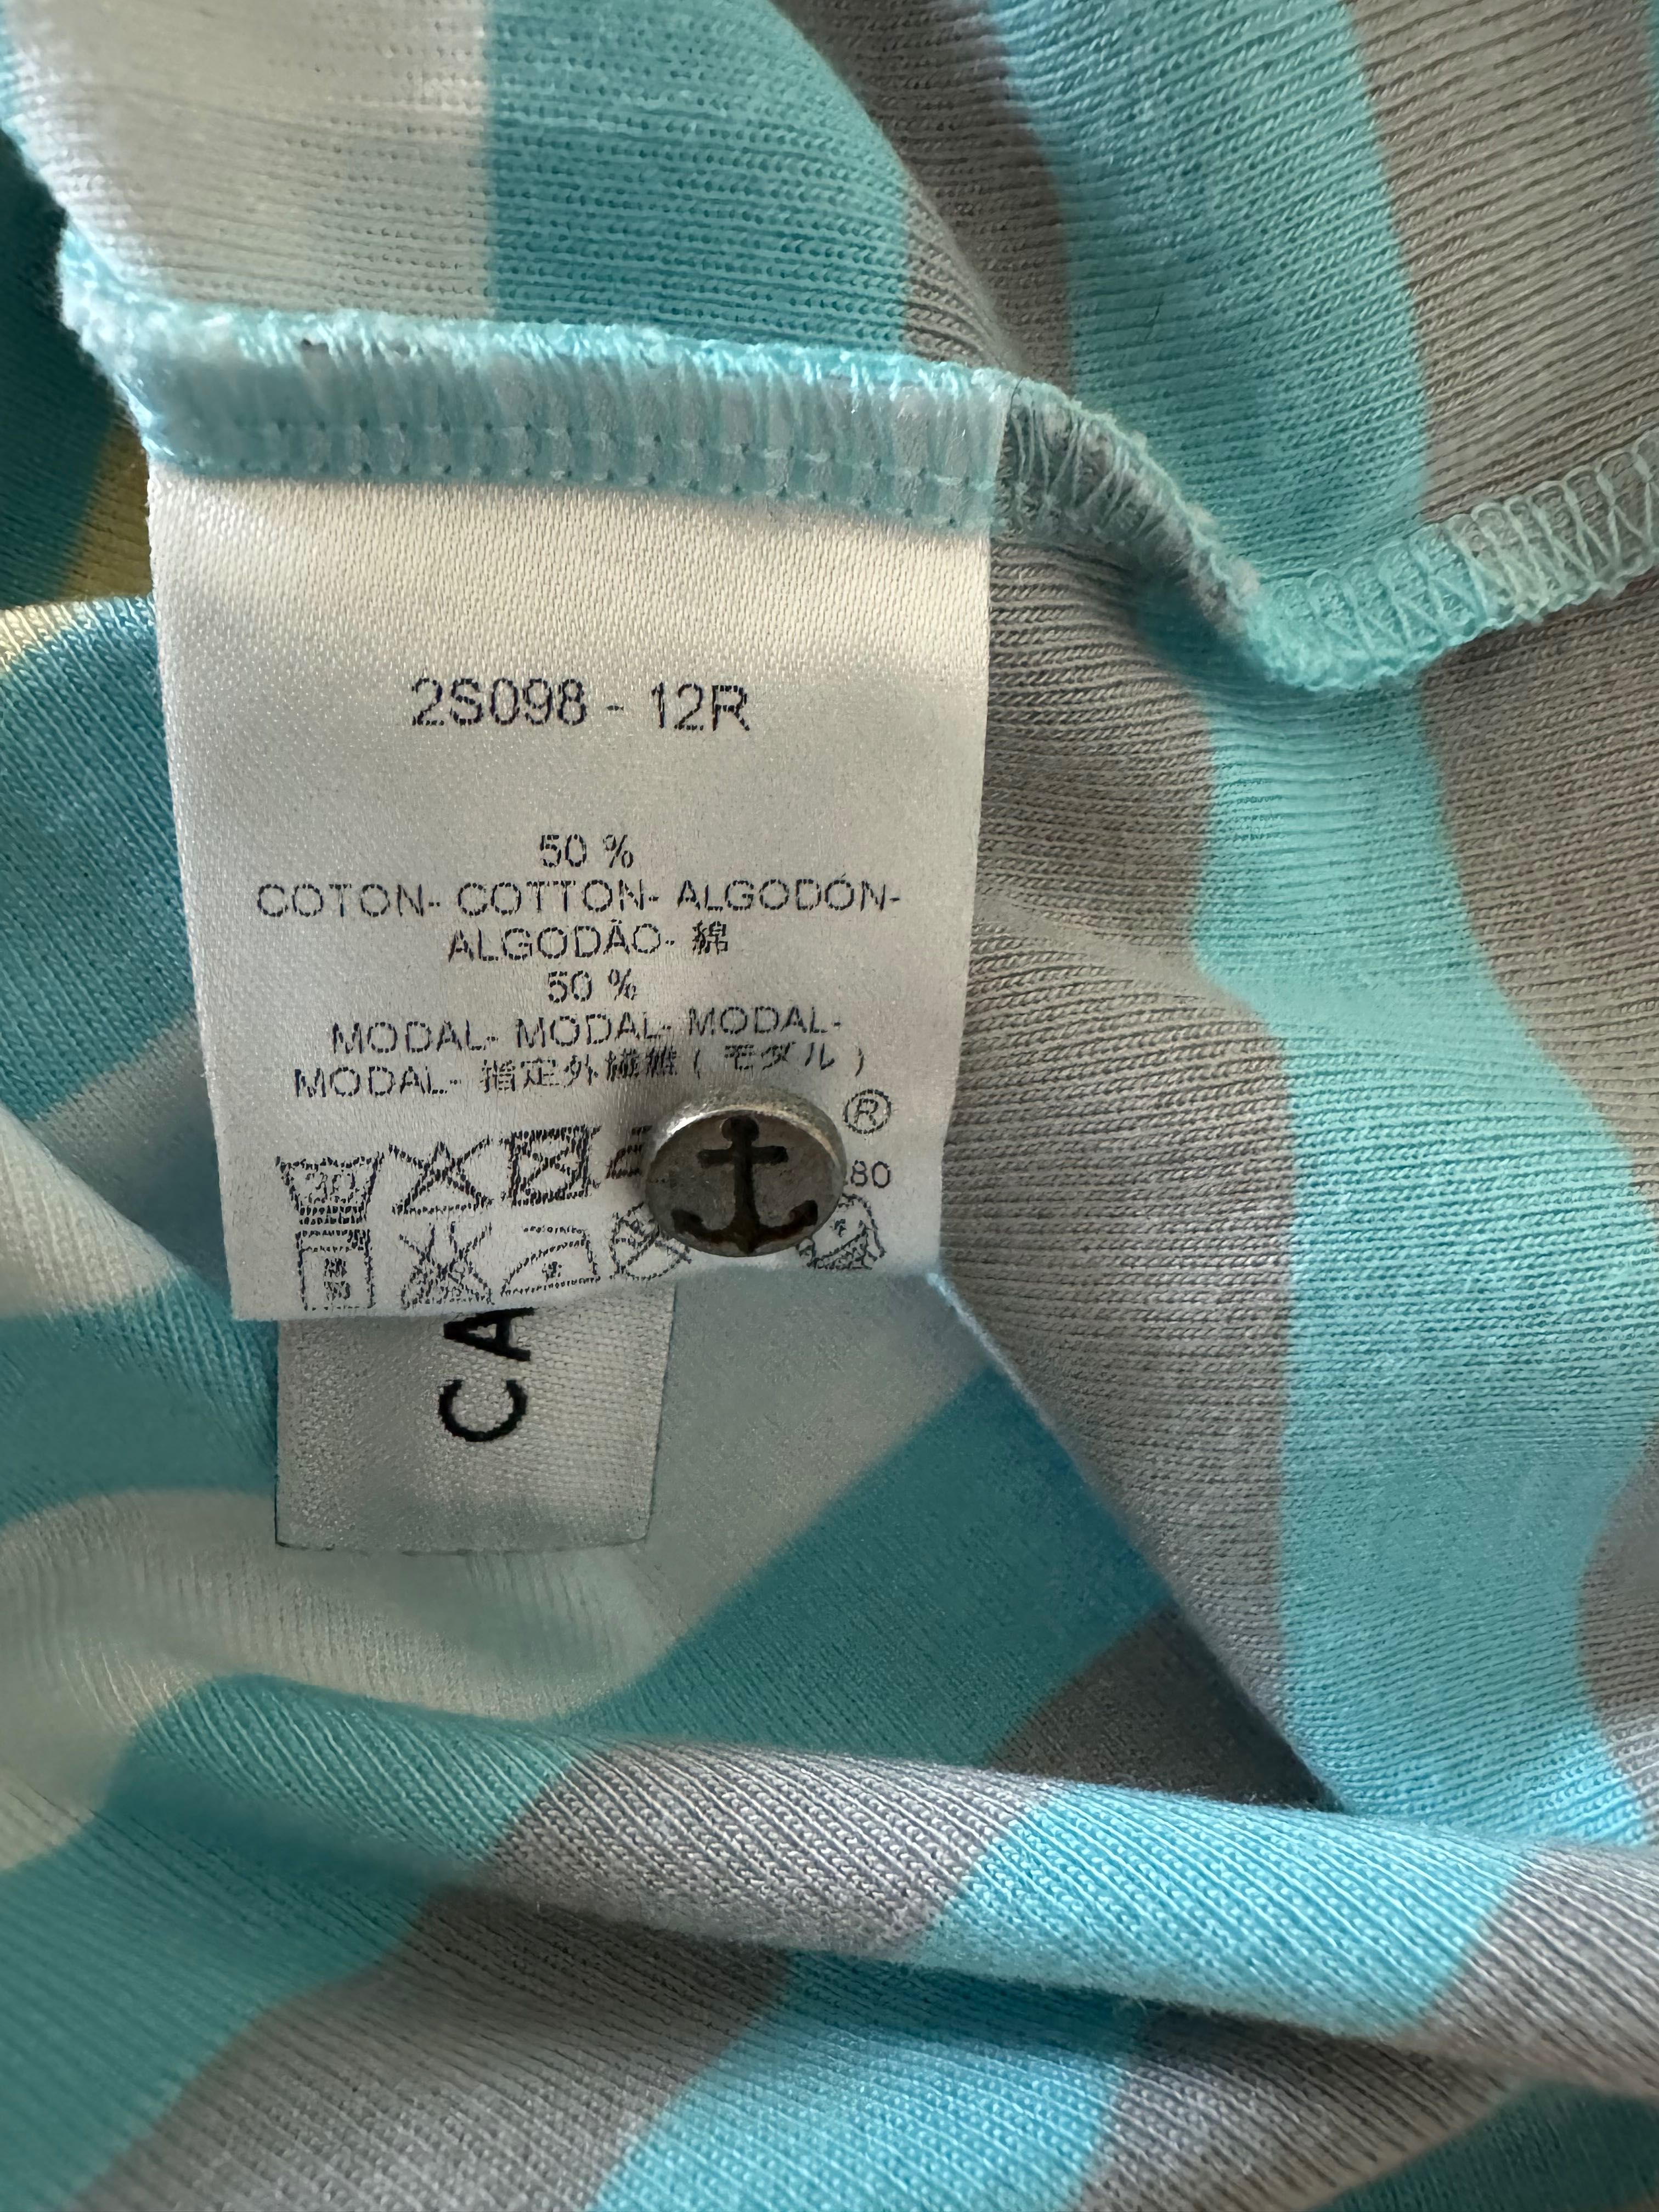 2S098 - 12R
50 %
COTON- COTTON- ALGODÓN-
ALGODÃO- 綿
50 %
MODAL- MODAL- MODAL-
MODAL- 指定外繊維 ( モダル )
®
30
80
CA